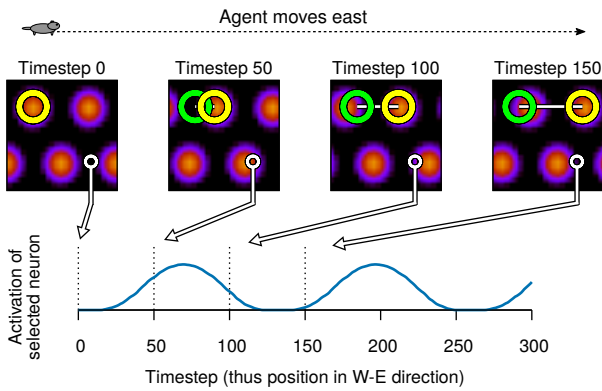 Agent moves east
Timestep 0
Timestep 50
Timestep 100
Timestep 150
Activation of
selected neuron
0
50
100
150
200
250
300
Timestep (thus position in W-E direction)